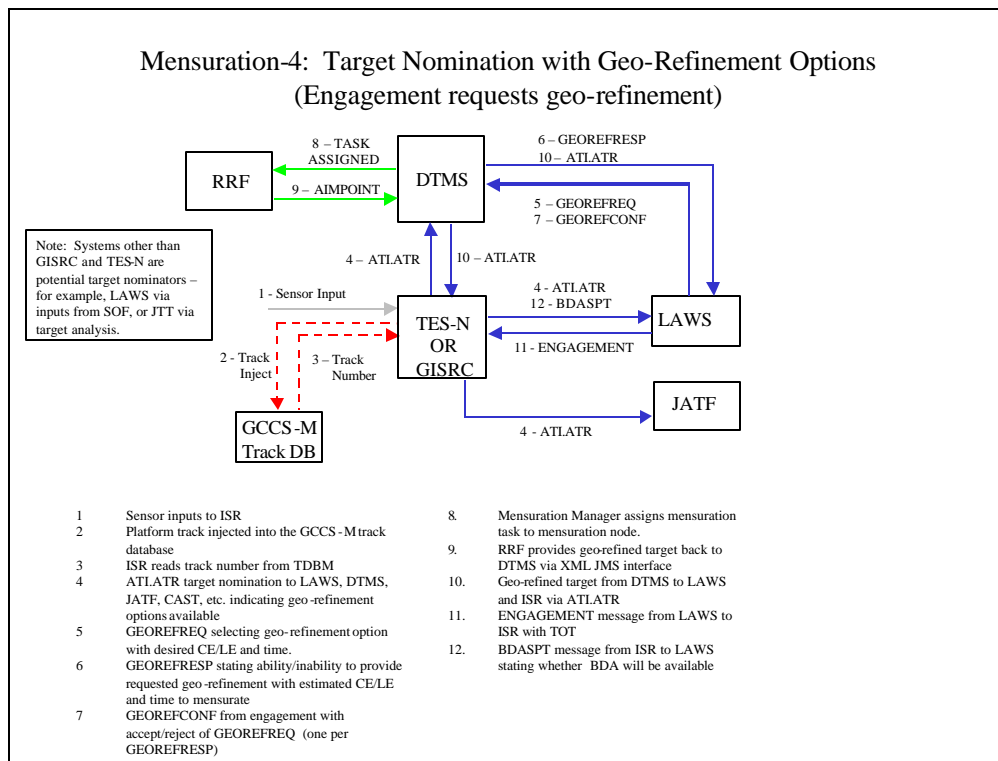 Mensuration-4: Target Nomination with Geo-Refinement Options
(Engagement requests geo-refinement)
8 – TASK
ASSIGNED
RRF
9 – AIMPOINT
DTMS
6 – GEOREFRESP
10 – ATI.ATR
5 - GEOREFREQ
7 – GEOREFCONF
Note: Systems other than
GISRC and TES-N are
potential target nominators –
for example, LAWS via
inputs from SOF, or JTT via
target analysis.
4 – ATI.ATR
10 – ATI.ATR
1 - Sensor Input
TES-N
OR
GISRC
4 - ATI.ATR
12 - BDASPT
LAWS
11 - ENGAGEMENT
2 - Track
Inject
3 – Track
Number
GCCS-M
Track DB
JATF
4 - ATI.ATR
1 Sensor inputs to ISR
2 Platform track injected into the GCCS-M track
database
3 ISR reads track number from TDBM
4 ATI.ATR target nomination to LAWS, DTMS,
JATF, CAST, etc. indicating geo-refinement
options available
5 GEOREFREQ selecting geo-refinement option
with desired CE/LE and time.
6 GEOREFRESP stating ability/inability to provide
requested geo-refinement with estimated CE/LE
and time to mensurate
7 GEOREFCONF from engagement with
accept/reject of GEOREFREQ (one per
GEOREFRESP)
8. Mensuration Manager assigns mensuration
task to mensuration node.
9. RRF provides geo-refined target back to
DTMS via XML JMS interface
10. Geo-refined target from DTMS to LAWS
and ISR via ATI.ATR
11. ENGAGEMENT message from LAWS to
ISR with TOT
12. BDASPT message from ISR to LAWS
stating whether BDA will be available